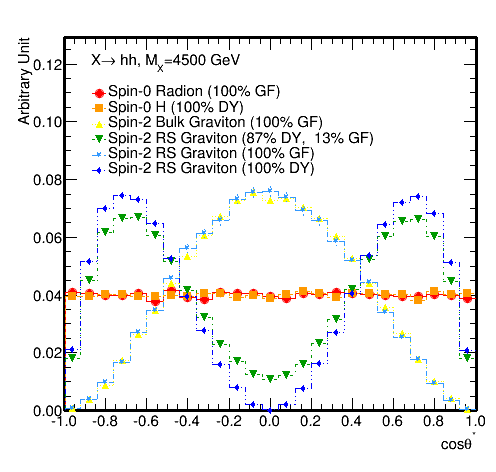 Arbitrary Unit
X→ hh, M_X=4500 GeV
Spin-0 Radion (100% GF)
Spin-0 H (100% DY)
Spin-2 Bulk Graviton (100% GF)
Spin-2 RS Graviton (87% DY, 13% GF)
Spin-2 RS Graviton (100% GF)
Spin-2 RS Graviton (100% DY)
0.12
0.10
0.08
0.06
0.04
0.02
0.00
-1.0 -0.8 -0.6 -0.4 -0.2 0.0 0.2 0.4 0.6 0.8 1.0
cosθ*